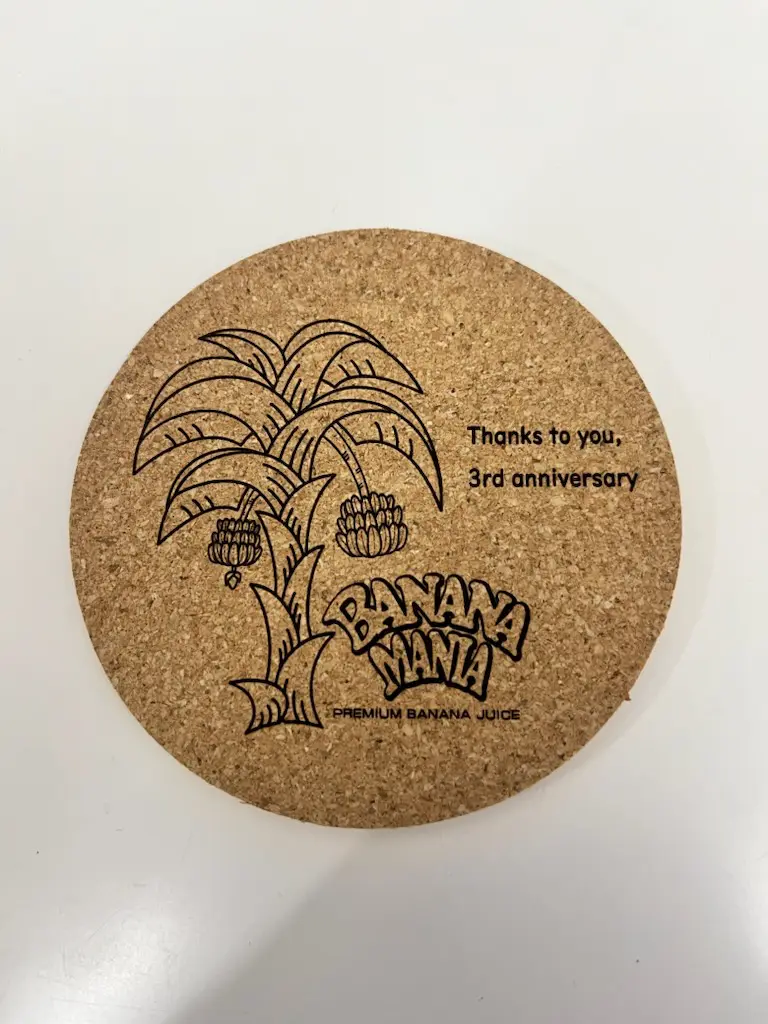 Thanks to you,
3rd anniversary
BANANA
MANIA
PREMIUM BANANA JUICE